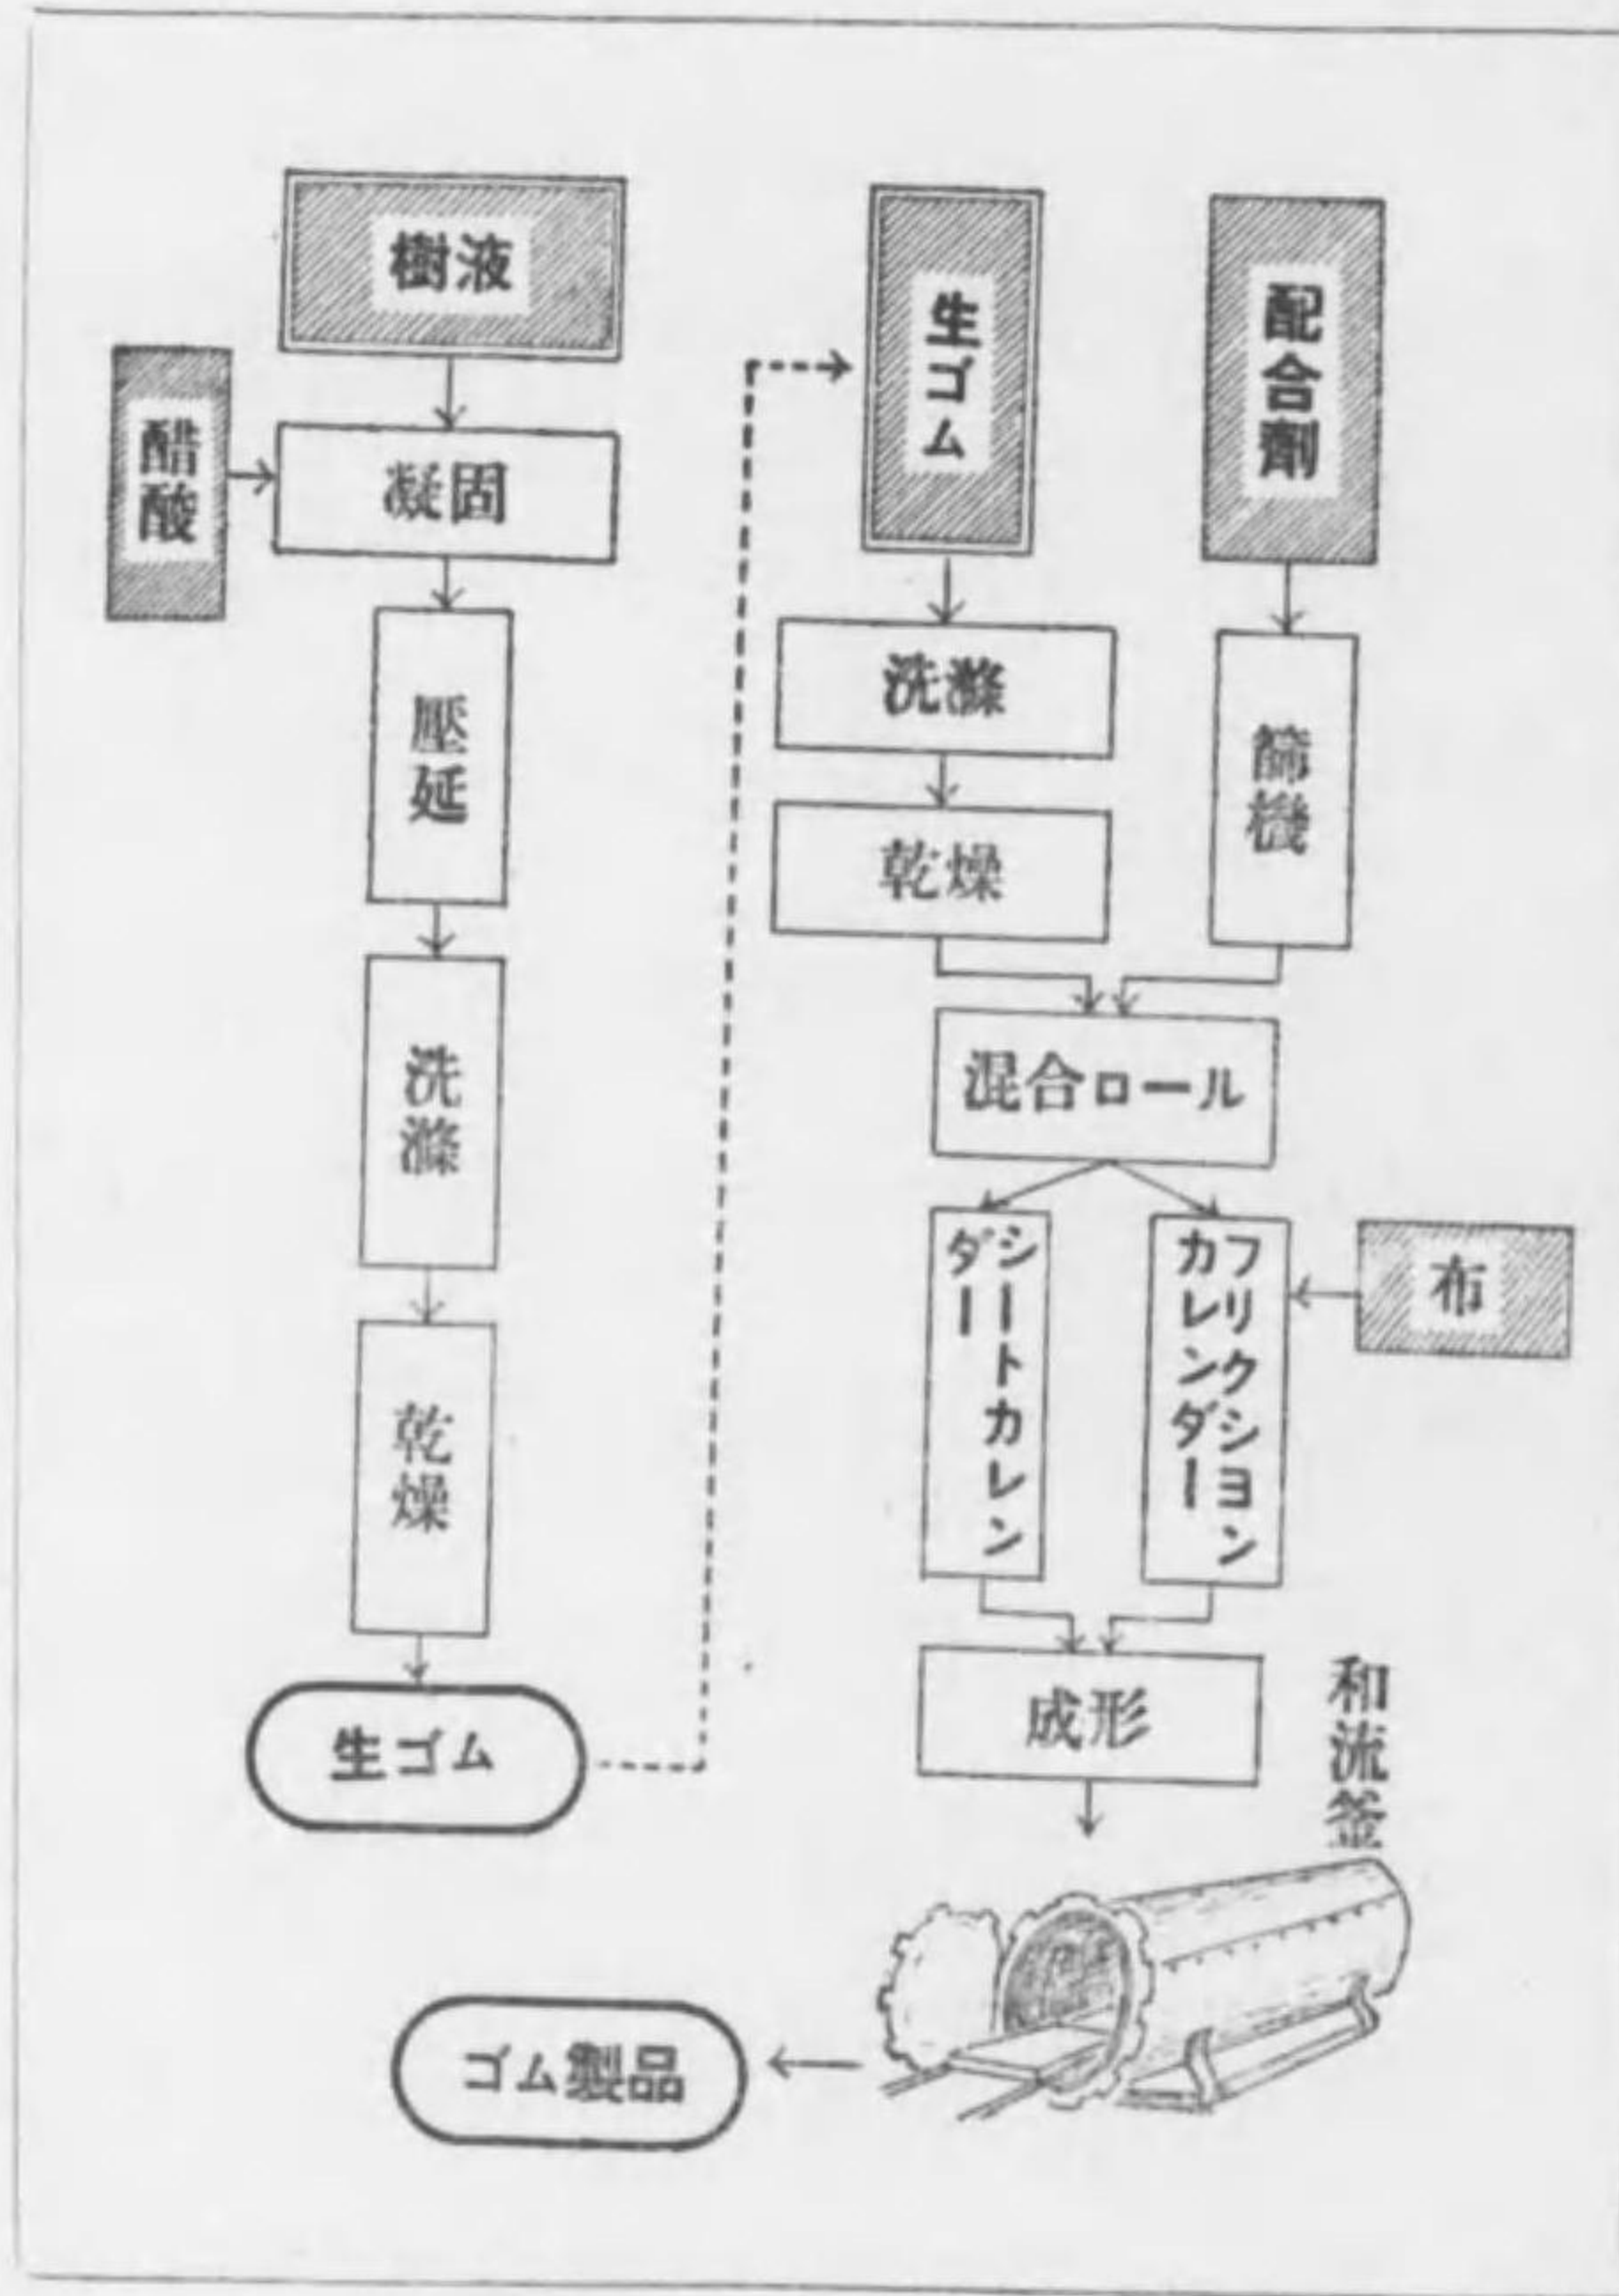 樹液
醋酸
凝固
壓延
洗滌
乾燥
生ゴム
生ゴム
配合劑
洗滌
乾燥
篩機
混合ロール
シートカレン
ダー
フリクシヨン
カレンダー
布
成形
和流釜
ゴム製品